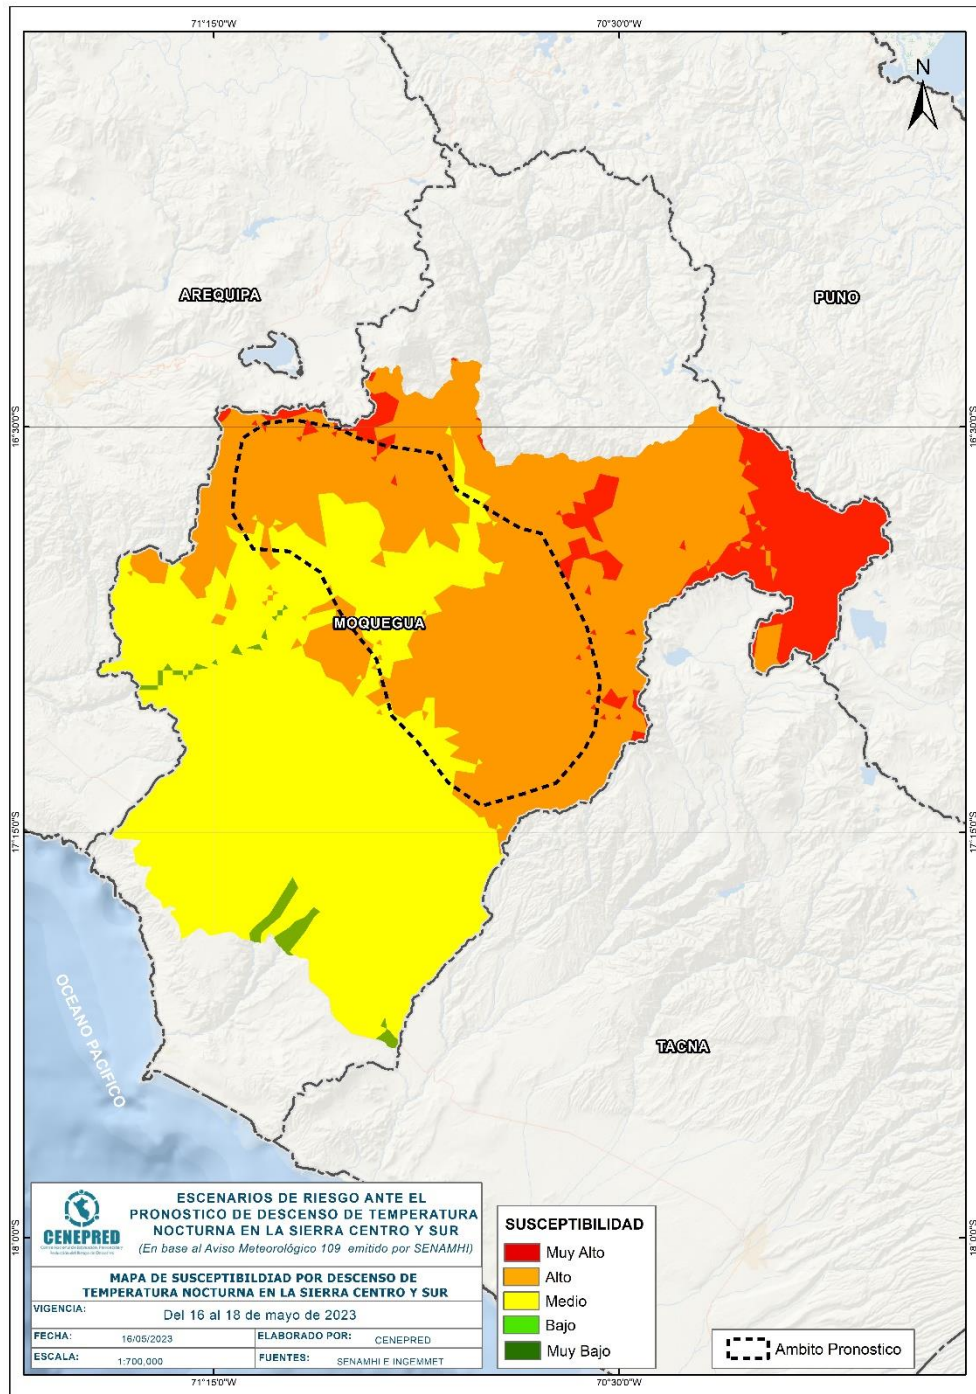 71°15'0"W
70°30'0"W
N
AREQUIPA
PUNO
16°30'0"S
16°30'0"S
MOQUEGUA
17°15'0"S
17°15'0"S
OCEANO PACIFICO
TACNA
18°0'0"S
18°0'0"S
CENEPRED
ESCENARIOS DE RIESGO ANTE EL
PRONOSTICO DE DESCENSO DE TEMPERATURA
NOCTURNA EN LA SIERRA CENTRO Y SUR
(En base al Aviso Meteorológico 109 emitido por SENAMHI)
MAPA DE SUSCEPTIBILDIAD POR DESCENSO DE
TEMPERATURA NOCTURNA EN LA SIERRA CENTRO Y SUR
VIGENCIA: Del 16 al 18 de mayo de 2023
FECHA: 16/05/2023 ELABORADO POR: CENEPRED
ESCALA: 1:700,000 FUENTES: SENAMHI E INGEMMET
SUSCEPTIBILIDAD
Muy Alto
Alto
Medio
Bajo
Muy Bajo
Ambito Pronostico
71°15'0"W
70°30'0"W